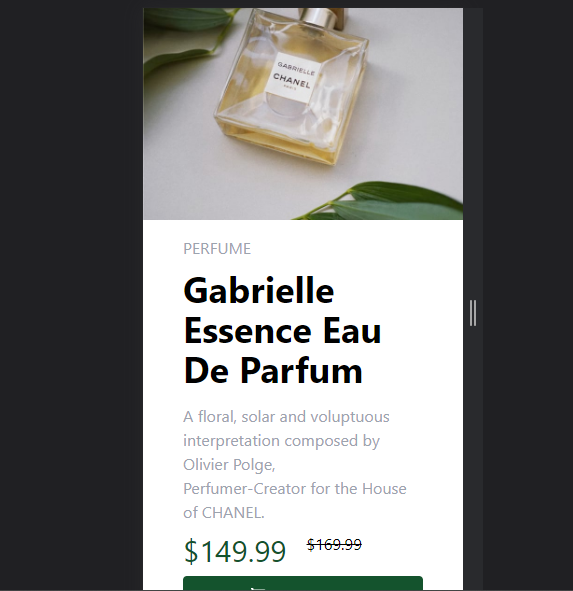 GABRIELLE
CHANEL
PARIS
PERFUME
Gabrielle
Essence Eau
De Parfum
A floral, solar and voluptuous
interpretation composed by
Olivier Polge,
Perfumer-Creator for the House
of CHANEL.
$149.99 $169.99